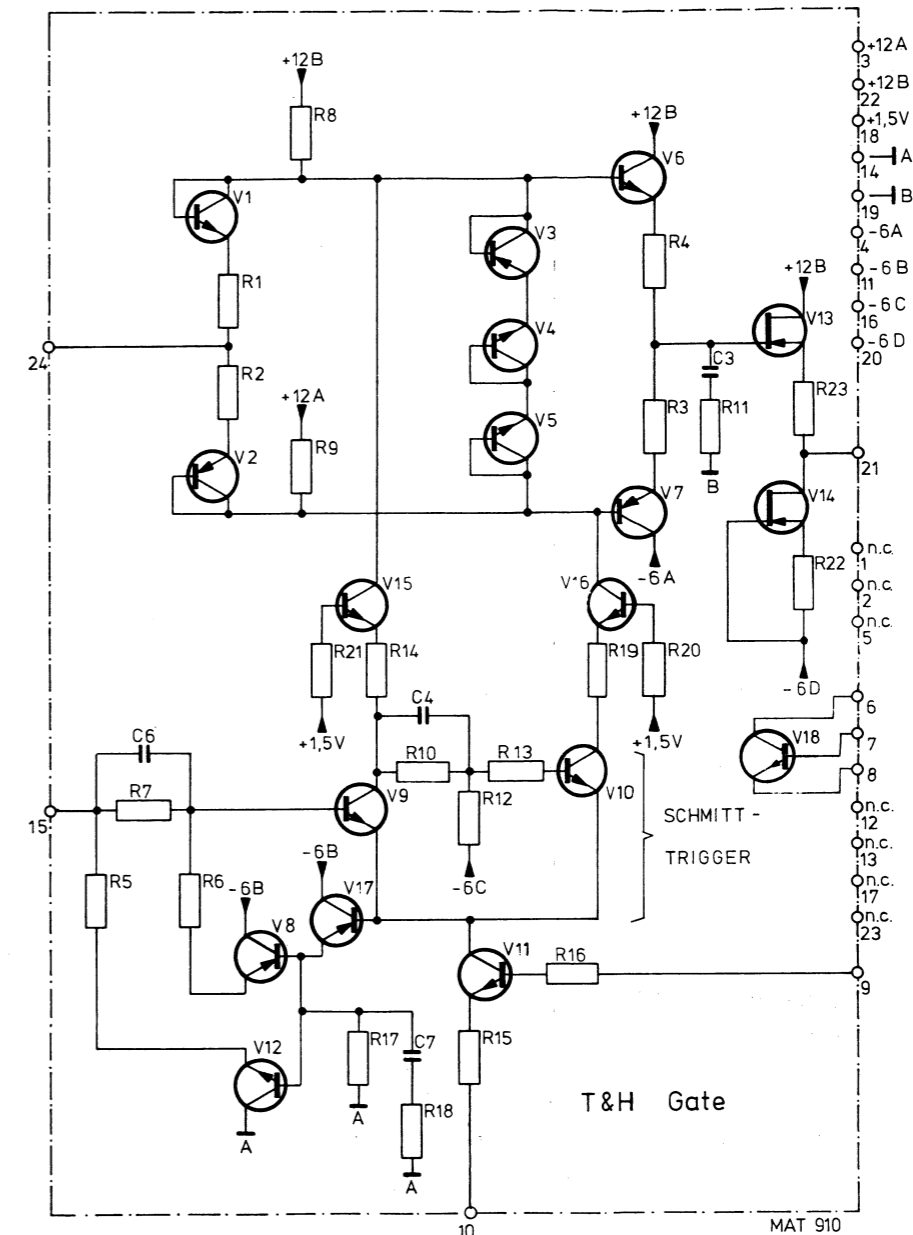 +12A
3
+12B
22
+1,5V
18
A
14
B
19
-6A
4
-6B
11
-6C
16
-6D
20
+12B
R8
+12B
V6
V1
V3
R4
R1
+12B
V13
24
V4
C3
R2
R23
+12A
R9
V5
R3
R11
V2
B
21
V7
V14
-6A
n.c.
1
R22
V15
V16
n.c.
2
n.c.
5
R21
R14
R19
R20
-6D
6
C4
+1,5V
+1,5V
V18
7
C6
8
R10
R13
R7
V9
V10
n.c.
12
15
R12
SCHMITT -
TRIGGER
n.c.
13
-6B
-6C
n.c.
17
R5
R6
-6B
V17
n.c.
23
V8
V11
R16
9
V12
R17
C7
R15
T&H Gate
A
R18
A
A
10
MAT 910